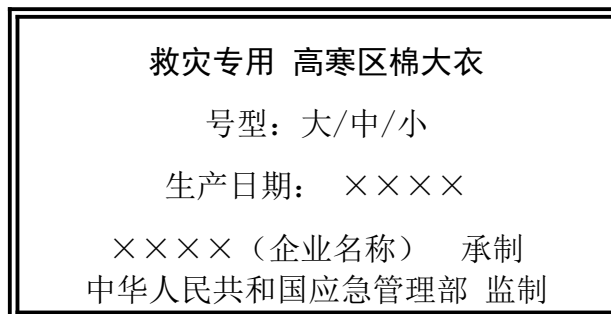 救灾专用 高寒区棉大衣
号型：大/中/小
生产日期： ××××
××××（企业名称） 承制
中华人民共和国应急管理部 监制